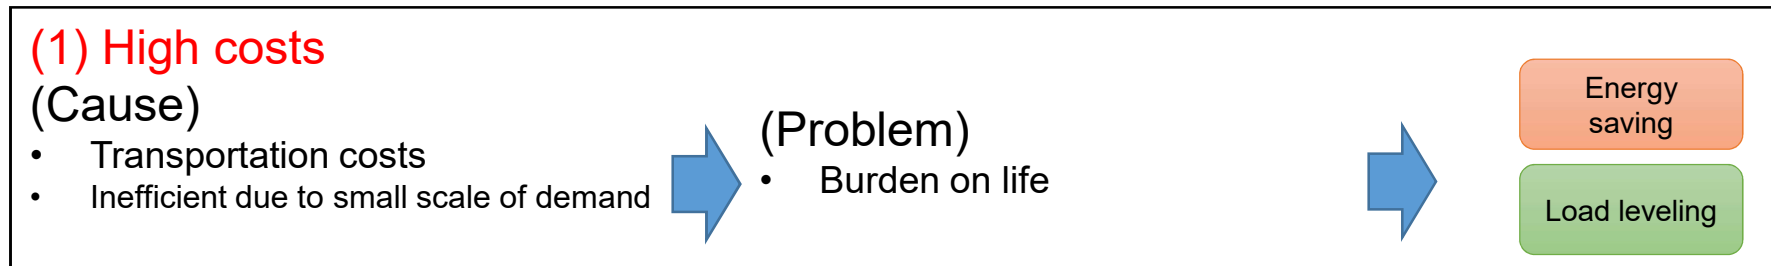 (1) High costs
(Cause)
• Transportation costs
• Inefficient due to small scale of demand
(Problem)
• Burden on life
Energy
saving
Load leveling